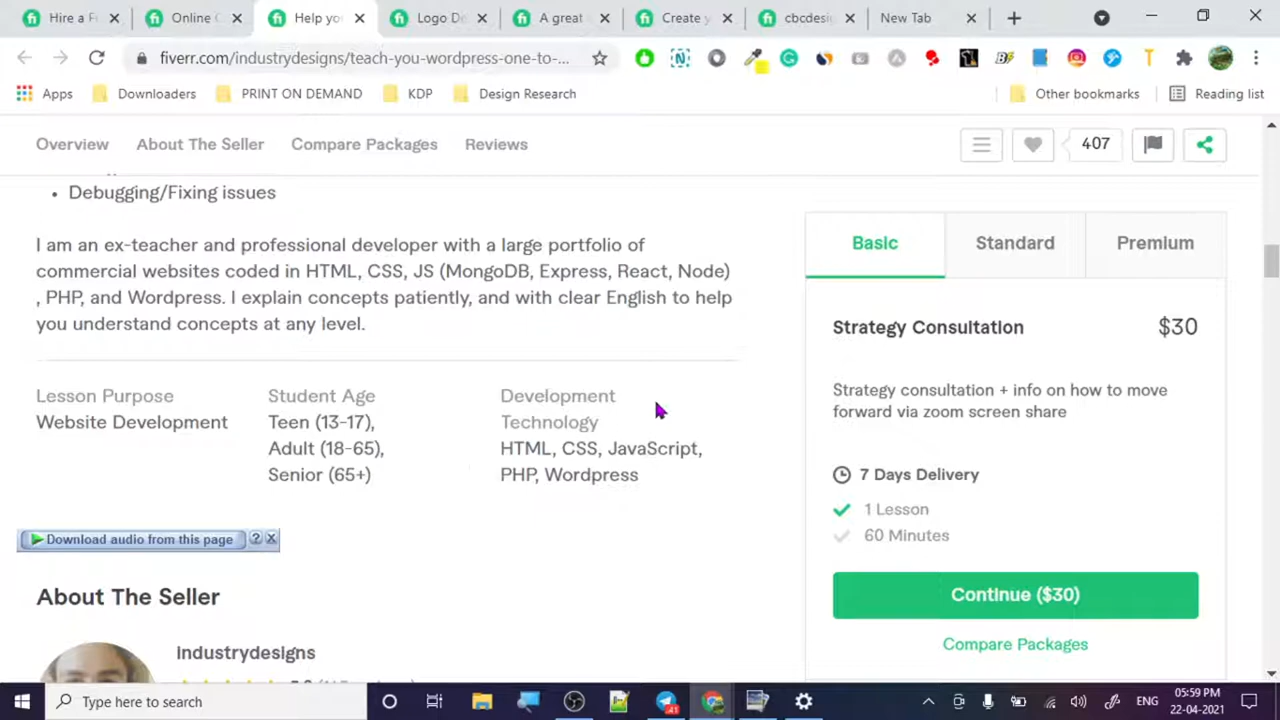 Hire a F
Online
Help yo
Logo De
A great
Create y
cbcdesi
New Tab
fiverr.com/industrydesigns/teach-you-wordpress-one-to-...
Apps
Downloaders
PRINT ON DEMAND
KDP
Design Research
Other bookmarks
Reading list
Overview
About The Seller
Compare Packages
Reviews
407
• Debugging/Fixing issues
I am an ex-teacher and professional developer with a large portfolio of
commercial websites coded in HTML, CSS, JS (MongoDB, Express, React, Node)
, PHP, and Wordpress. I explain concepts patiently, and with clear English to help
you understand concepts at any level.
Lesson Purpose
Website Development
Student Age
Teen (13-17),
Adult (18-65),
Senior (65+)
Development
Technology
HTML, CSS, JavaScript,
PHP, Wordpress
Download audio from this page
?
X
About The Seller
industrydesigns
Basic
Standard
Premium
Strategy Consultation
$30
Strategy consultation + info on how to move
forward via zoom screen share
7 Days Delivery
1 Lesson
60 Minutes
Continue ($30)
Compare Packages
Type here to search
41
ENG
05:59 PM
22-04-2021